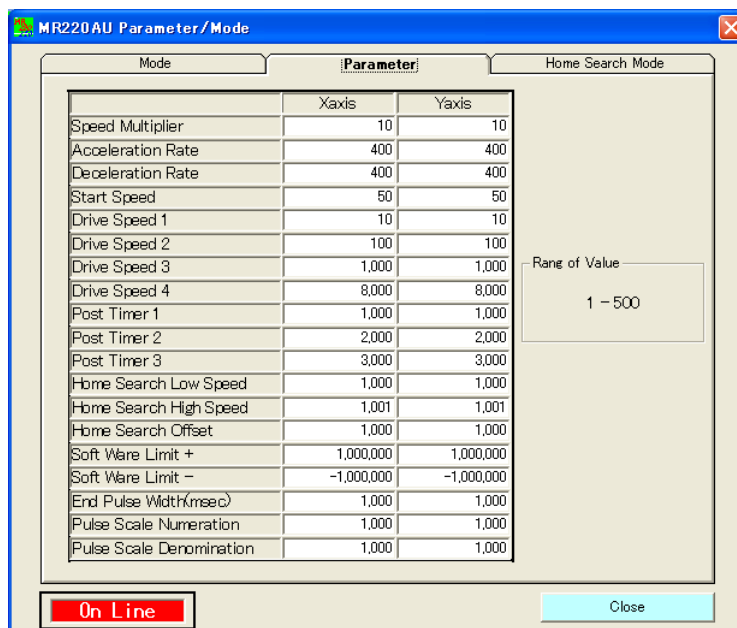 MR220AU Parameter/Mode
Mode Parameter Home Search Mode
Xaxis Yaxis
Speed Multiplier 10 10
Acceleration Rate 400 400
Deceleration Rate 400 400
Start Speed 50 50
Drive Speed 1 10 10
Drive Speed 2 100 100
Drive Speed 3 1,000 1,000
Drive Speed 4 8,000 8,000
Post Timer 1 1,000 1,000
Post Timer 2 2,000 2,000
Post Timer 3 3,000 3,000
Home Search Low Speed 1,000 1,000
Home Search High Speed 1,001 1,001
Home Search Offset 1,000 1,000
Soft Ware Limit + 1,000,000 1,000,000
Soft Ware Limit - -1,000,000 -1,000,000
End Pulse Width(msec) 1,000 1,000
Pulse Scale Numeration 1,000 1,000
Pulse Scale Denomination 1,000 1,000
Rang of Value
1 - 500
On Line
Close